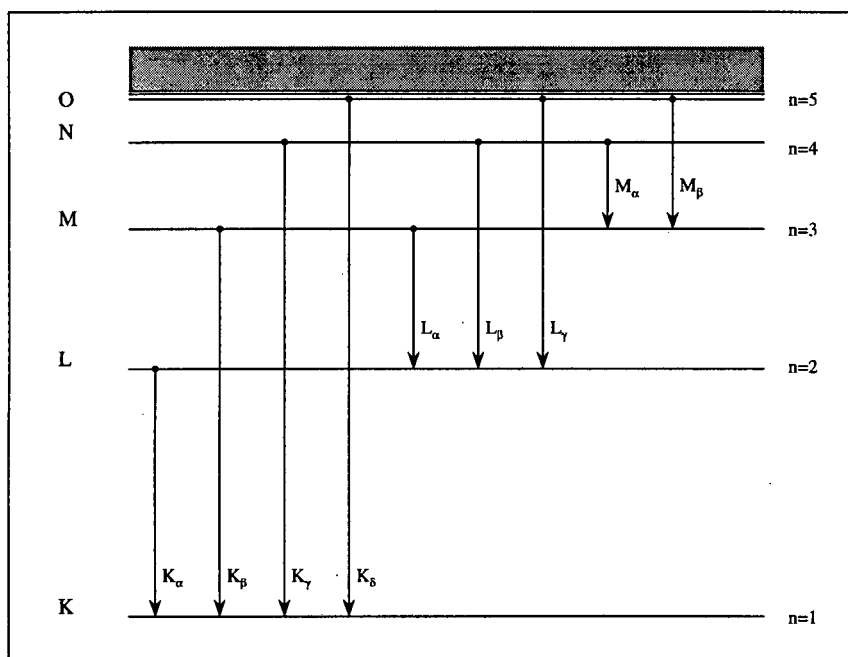 O n=5
N n=4
Mα Mβ
M n=3
Lα Lβ Lγ
L n=2
Kα Kβ Kγ Kδ
K n=1